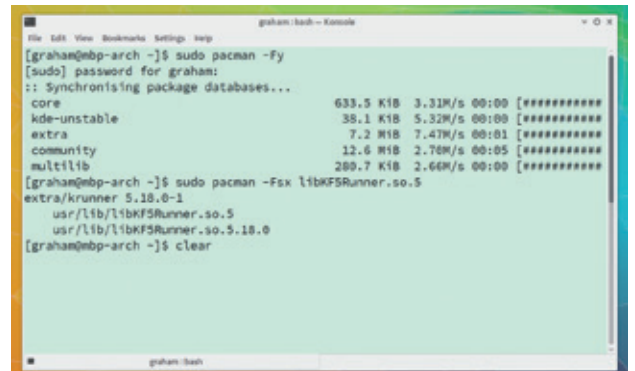 graham : bash — Konsole
File Edit View Bookmarks Settings Help
[graham@mbp-arch ~]$ sudo pacman -Fy
[sudo] password for graham:
:: Synchronising package databases...
core 633.5 KiB 3.31M/s 00:00 [###########
kde-unstable 38.1 KiB 5.32M/s 00:00 [###########
extra 7.2 MiB 7.47M/s 00:01 [###########
community 12.6 MiB 2.76M/s 00:05 [###########
multilib 280.7 KiB 2.66M/s 00:00 [###########
[graham@mbp-arch ~]$ sudo pacman -Fsx libKF5Runner.so.5
extra/krunner 5.18.0-1
usr/lib/libKF5Runner.so.5
usr/lib/libKF5Runner.so.5.18.0
[graham@mbp-arch ~]$ clear
graham : bash